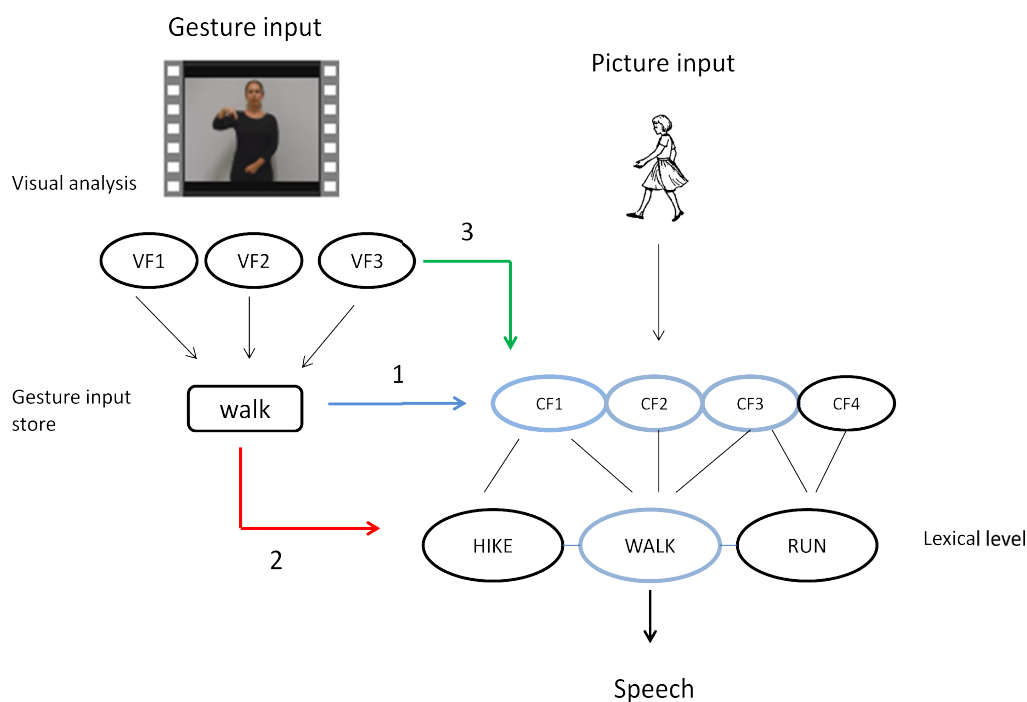 Gesture input
Picture input
Visual analysis
3
VF1 VF2 VF3
1
Gesture input
store
walk
CF1 CF2 CF3 CF4
2
HIKE WALK RUN
Lexical level
Speech